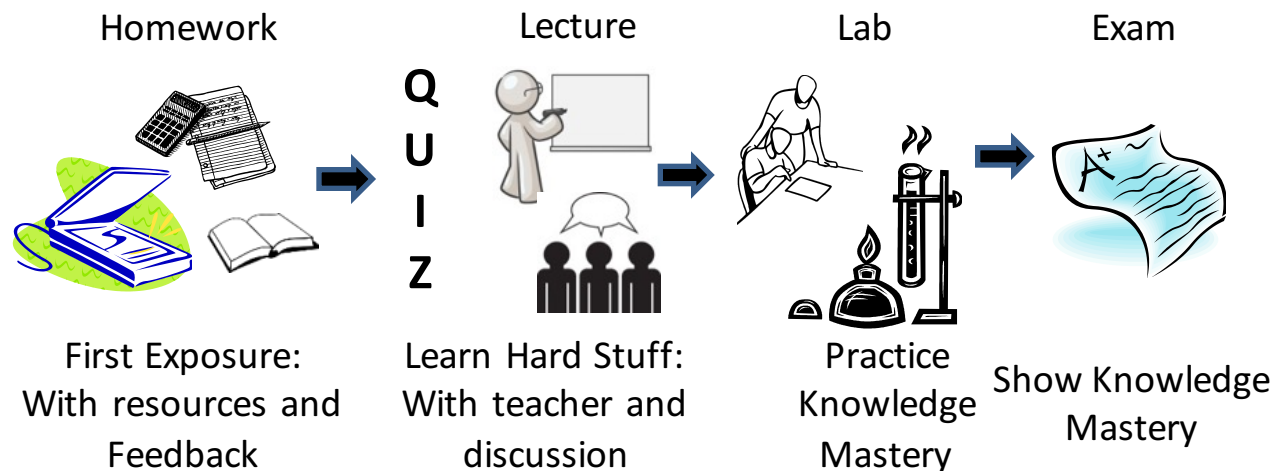 Homework
Lecture
Lab
Exam
Q
U
I
Z
A+
First Exposure:
With resources and
Feedback
Learn Hard Stuff:
With teacher and
discussion
Practice
Knowledge
Mastery
Show Knowledge
Mastery